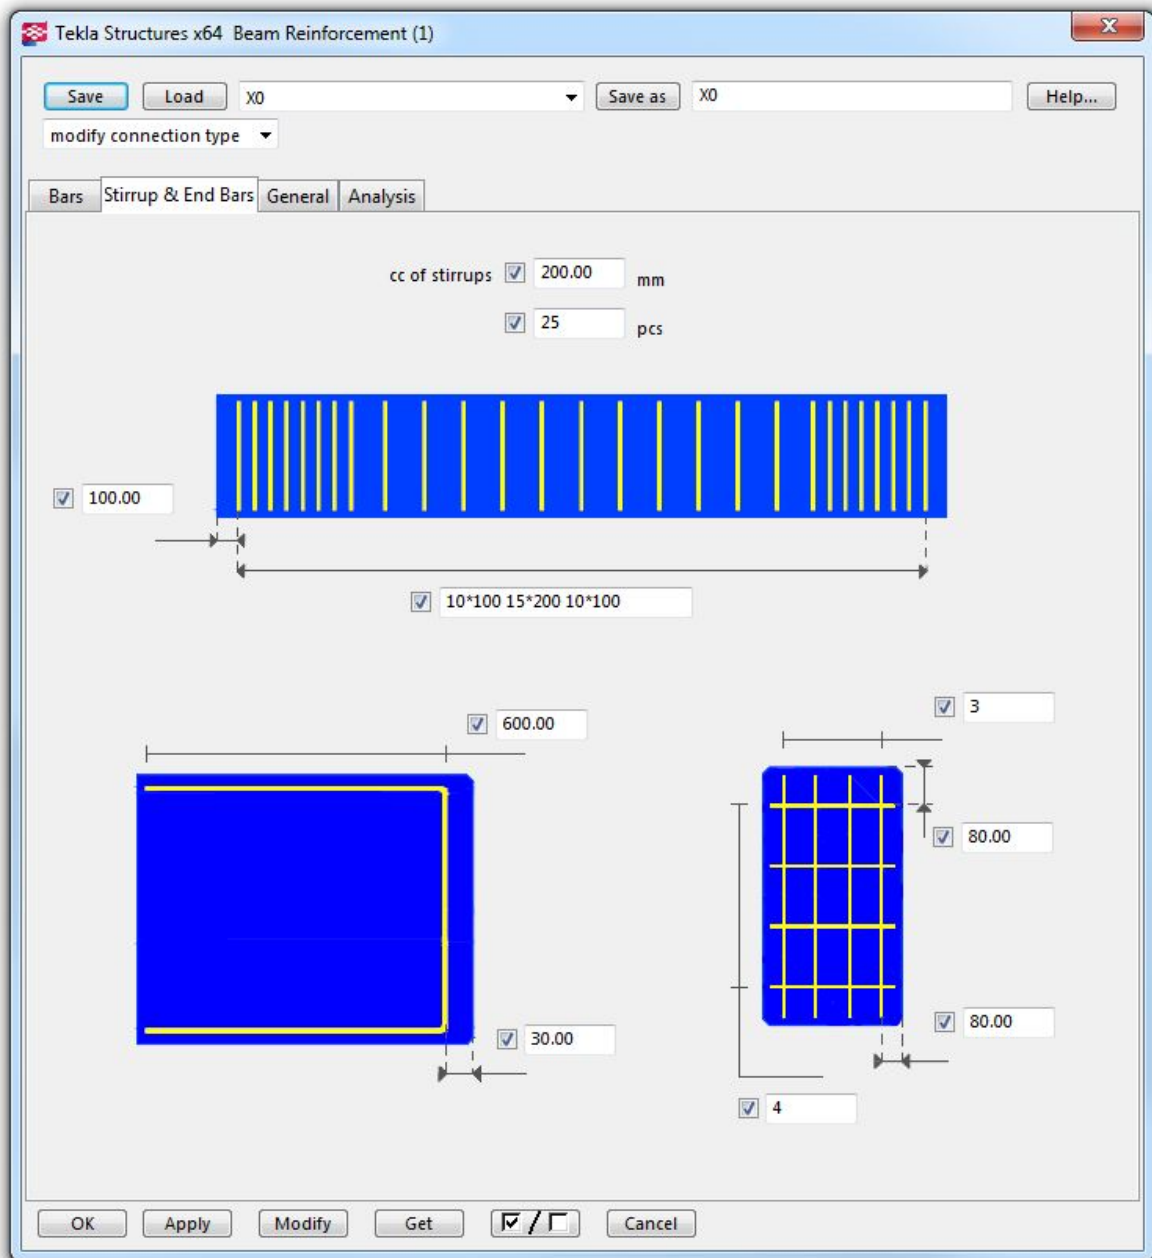 Tekla Structures x64 Beam Reinforcement (1)
X
Save Load X0 Save as X0 Help...
modify connection type
Bars Stirrup & End Bars General Analysis
cc of stirrups 200.00 mm
25 pcs
100.00
10*100 15*200 10*100
3
600.00
80.00
80.00
30.00
4
OK Apply Modify Get / Cancel